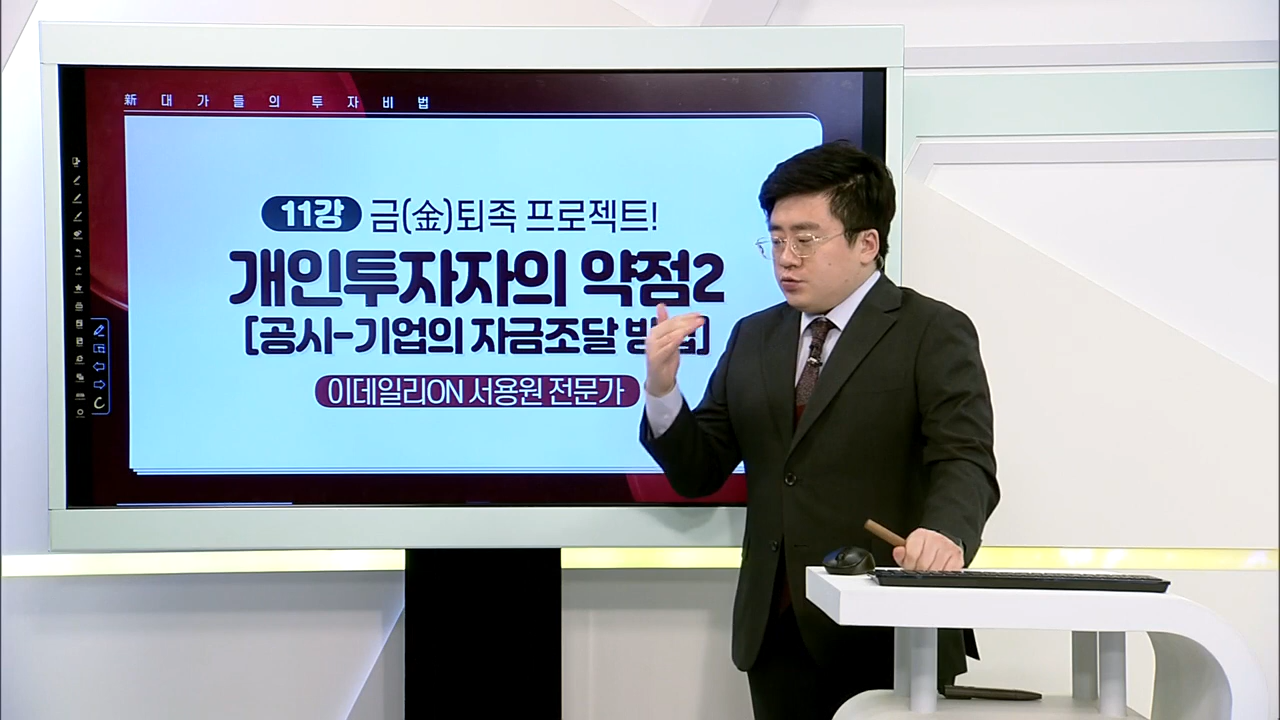 新 대가들의 투자비법
11강 금(金)퇴족 프로젝트!
개인투자자의 약점2
[공시-기업의 자금조달 방법]
이데일리ON 서용원 전문가